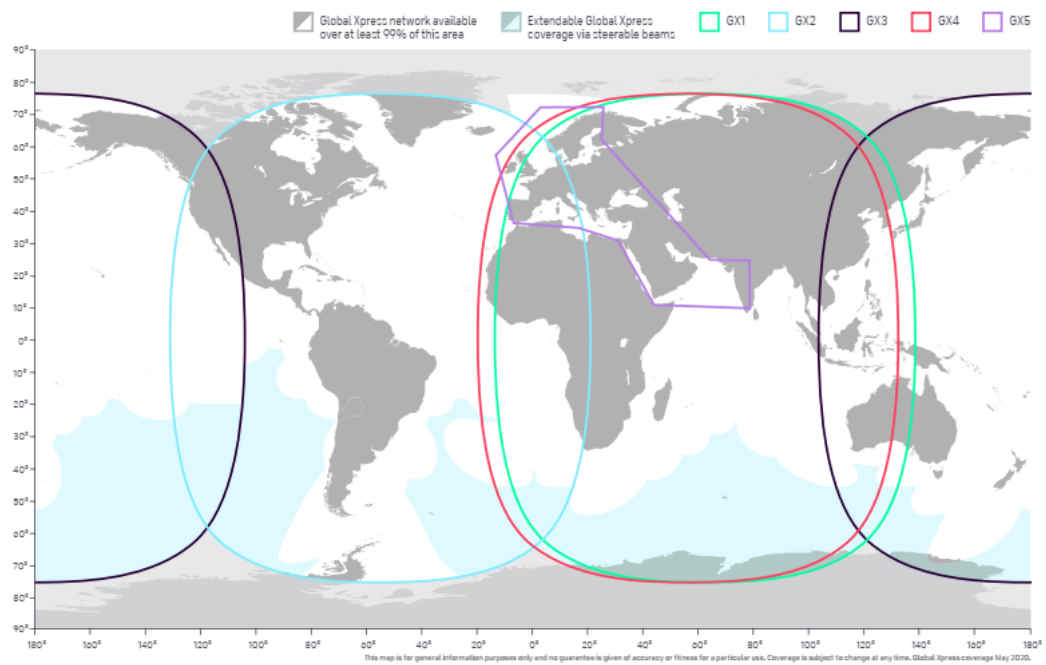 Global Xpress network available
over at least 99% of this area
Extendable Global Xpress
coverage via steerable beams
GX1
GX2
GX3
GX4
GX5
90°
80°
70°
60°
50°
40°
30°
20°
10°
0°
10°
20°
30°
40°
50°
60°
70°
80°
90°
180° 160° 140° 120° 100° 80° 60° 40° 20° 0° 20° 40° 60° 80° 100° 120° 140° 160° 180°
This map is for general information purposes only and no guarantee is given of accuracy or fitness for a particular use. Coverage is subject to change at any time. Global Xpress coverage May 2020.